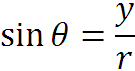 sin θ = y/r